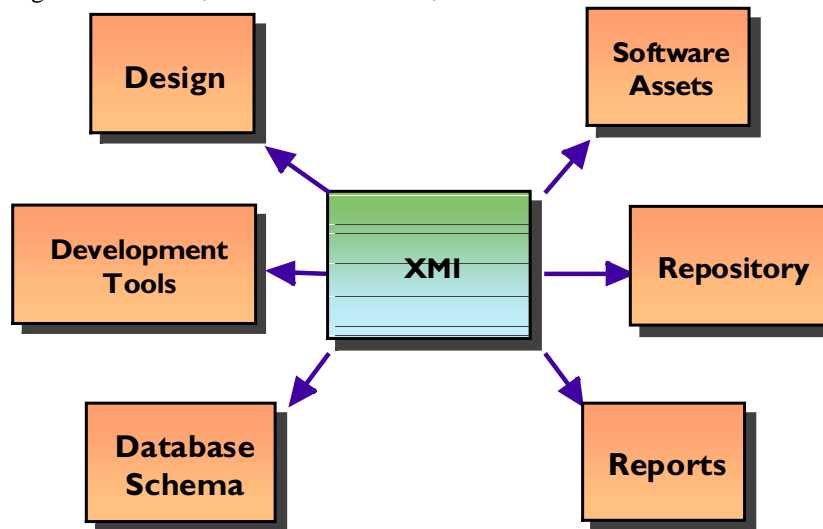 Design
Software
Assets
Development
Tools
XMI
Repository
Database
Schema
Reports